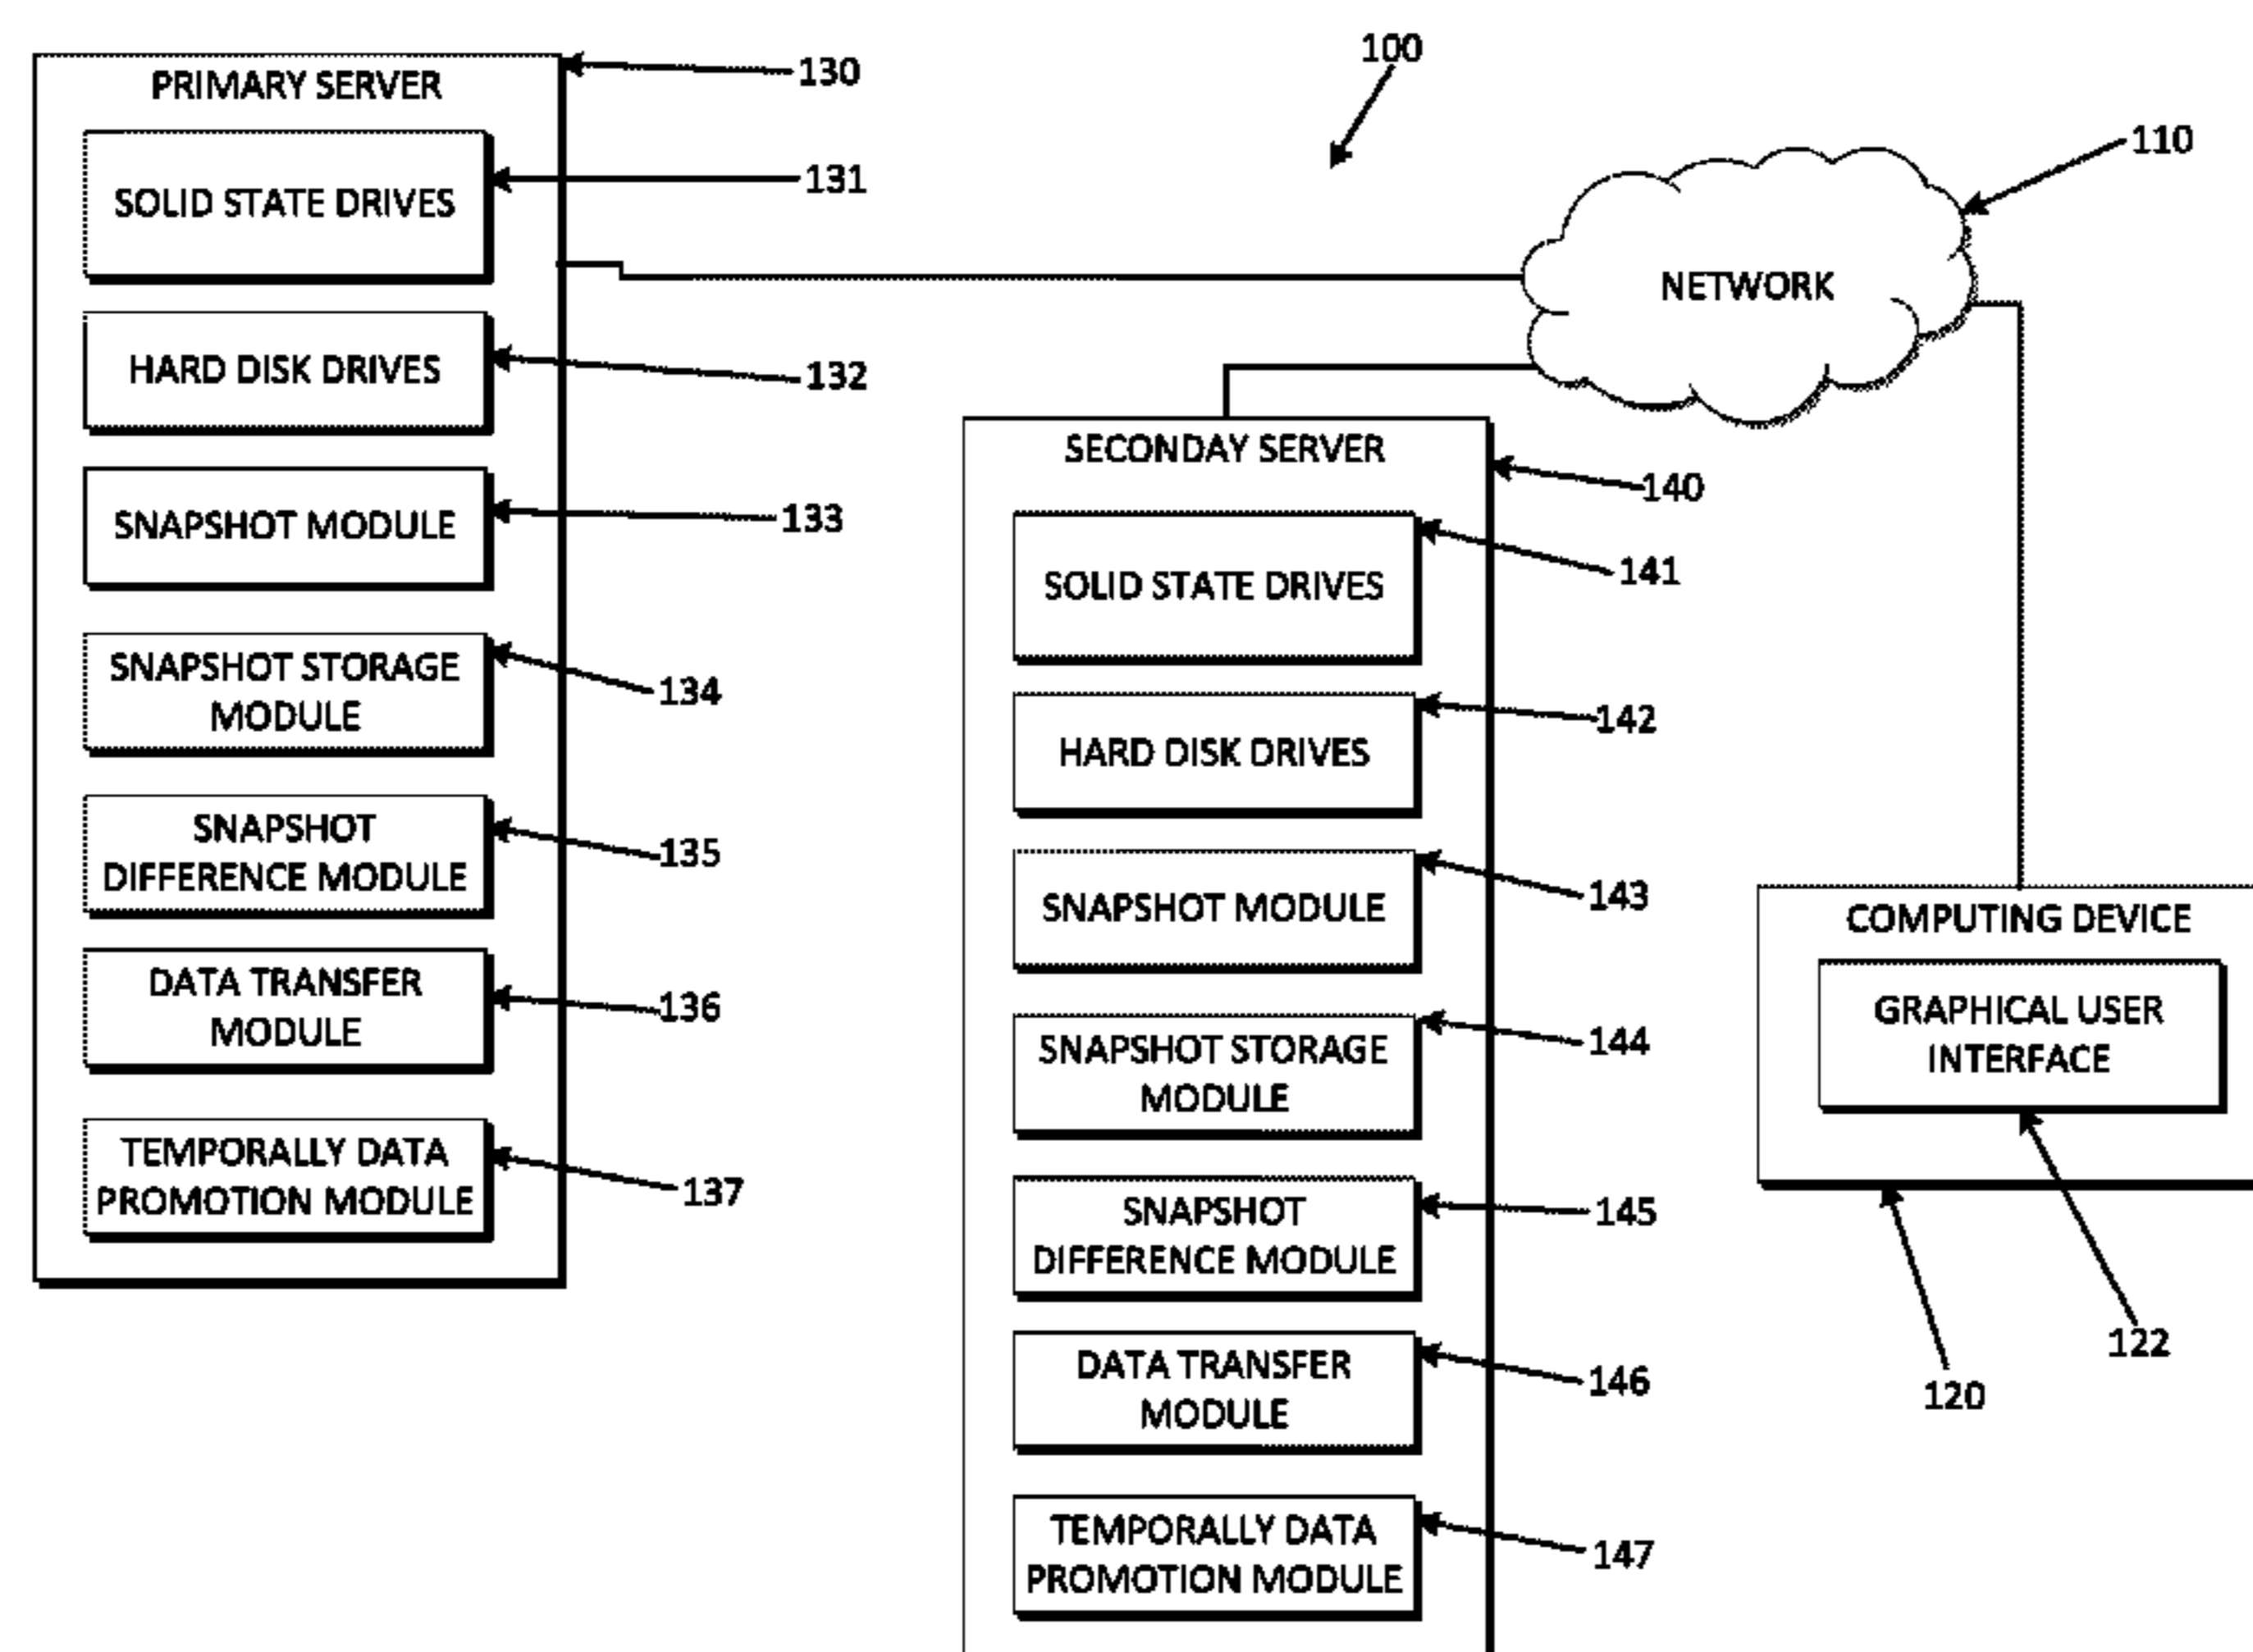 100
PRIMARY SERVER
130
SOLID STATE DRIVES
131
HARD DISK DRIVES
132
SNAPSHOT MODULE
133
SNAPSHOT STORAGE
MODULE
134
SNAPSHOT
DIFFERENCE MODULE
135
DATA TRANSFER
MODULE
136
TEMPORALLY DATA
PROMOTION MODULE
137
NETWORK
110
SECONDAY SERVER
140
SOLID STATE DRIVES
141
HARD DISK DRIVES
142
SNAPSHOT MODULE
143
SNAPSHOT STORAGE
MODULE
144
SNAPSHOT
DIFFERENCE MODULE
145
DATA TRANSFER
MODULE
146
TEMPORALLY DATA
PROMOTION MODULE
147
COMPUTING DEVICE
GRAPHICAL USER
INTERFACE
122
120